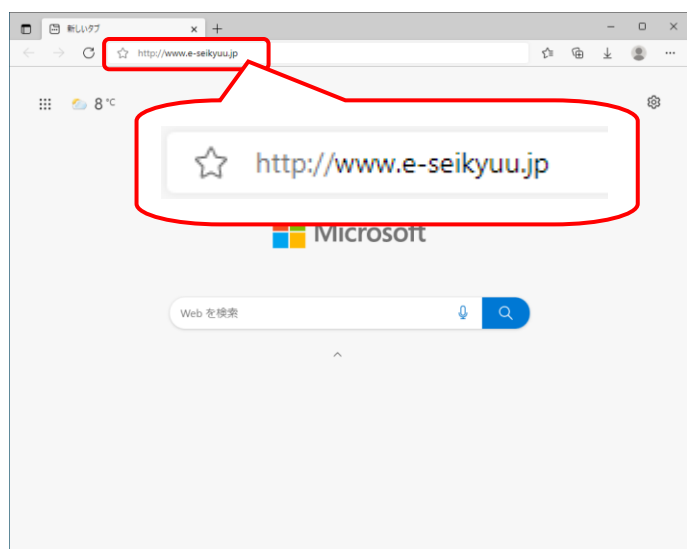 新しいタブ
http://www.e-seikyuu.jp
8 °C
http://www.e-seikyuu.jp
Microsoft
Web を検索